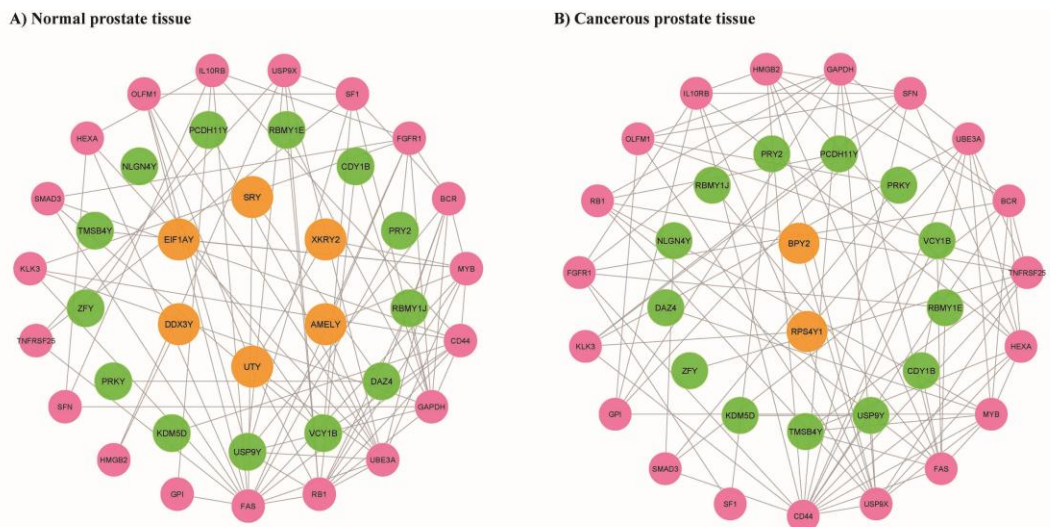 A) Normal prostate tissue
IL10RB
USP9X
OLFM1
SF1
HEXA
PCDH11Y
RBMY1E
FGFR1
NLGN4Y
CDY1B
SMAD3
SRY
BCR
TMSB4Y
EIF1AY
XKRY2
PRY2
KLK3
MYB
ZFY
DDX3Y
AMELY
RBMY1J
TNFRSF25
CD44
UTY
PRKY
DAZ4
SFN
GAPDH
KDM5D
VCY1B
HMGB2
USP9Y
UBE3A
GPI
FAS
RB1
B) Cancerous prostate tissue
HMGB2
GAPDH
IL10RB
SFN
OLFM1
UBE3A
PRY2
PCDH11Y
RBMY1J
PRKY
RB1
BCR
NLGN4Y
BPY2
VCY1B
FGFR1
TNFRSF25
DAZ4
RBMY1E
KLK3
RPS4Y1
HEXA
ZFY
CDY1B
GPI
KDM5D
USP9Y
MYB
TMSB4Y
SMAD3
FAS
SF1
CD44
USP9X